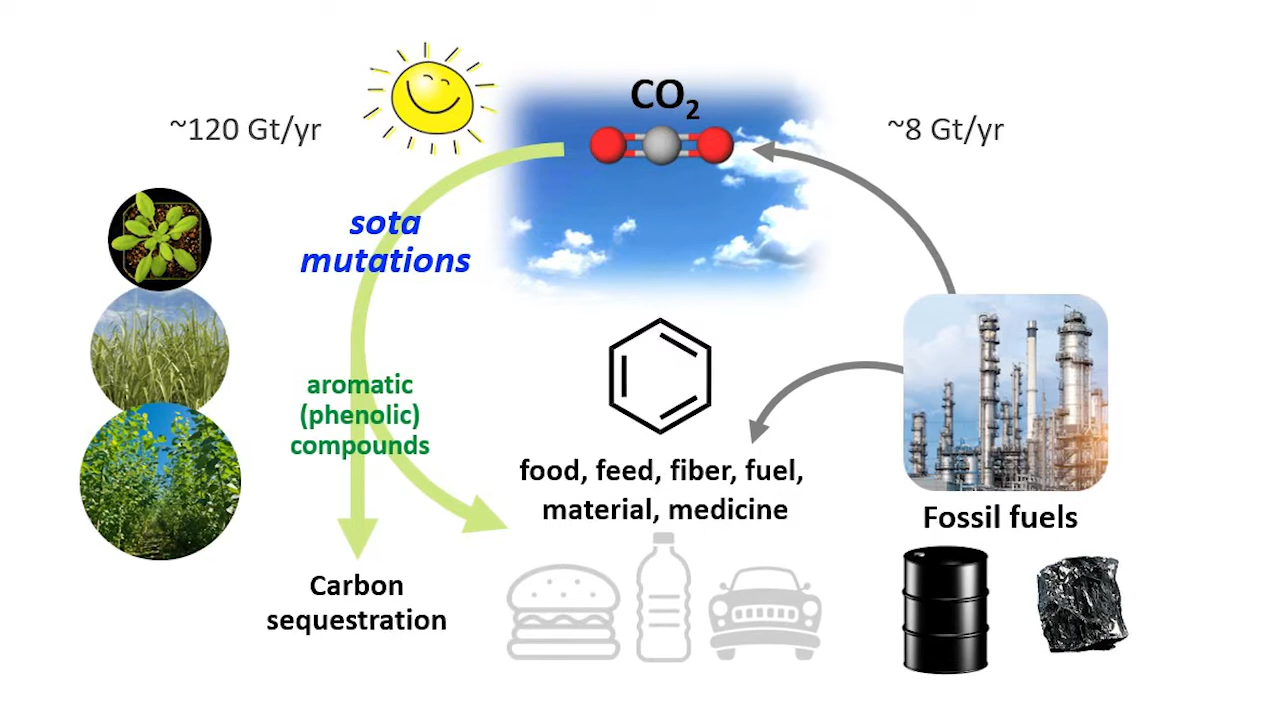 ~120 Gt/yr
CO₂
~8 Gt/yr
sota
mutations
aromatic
(phenolic)
compounds
food, feed, fiber, fuel,
material, medicine
Fossil fuels
Carbon
sequestration